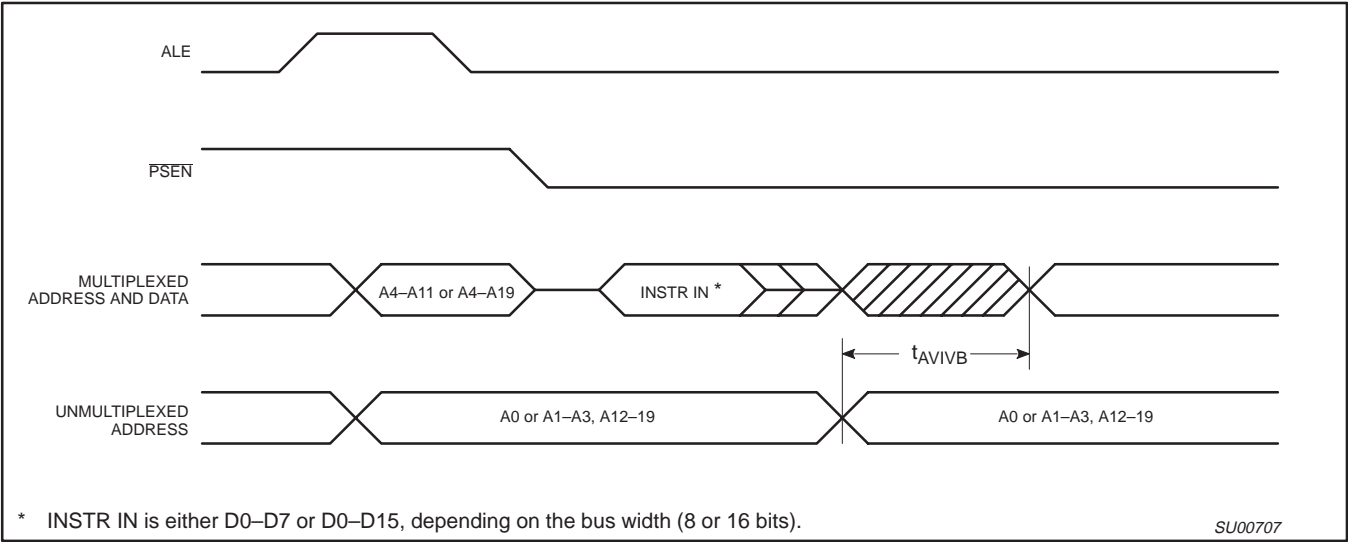 ALE
PSEN
MULTIPLEXED
ADDRESS AND DATA
A4–A11 or A4–A19
INSTR IN *
tAVIVB
UNMULTIPLEXED
ADDRESS
A0 or A1–A3, A12–19
A0 or A1–A3, A12–19
* INSTR IN is either D0–D7 or D0–D15, depending on the bus width (8 or 16 bits).
SU00707